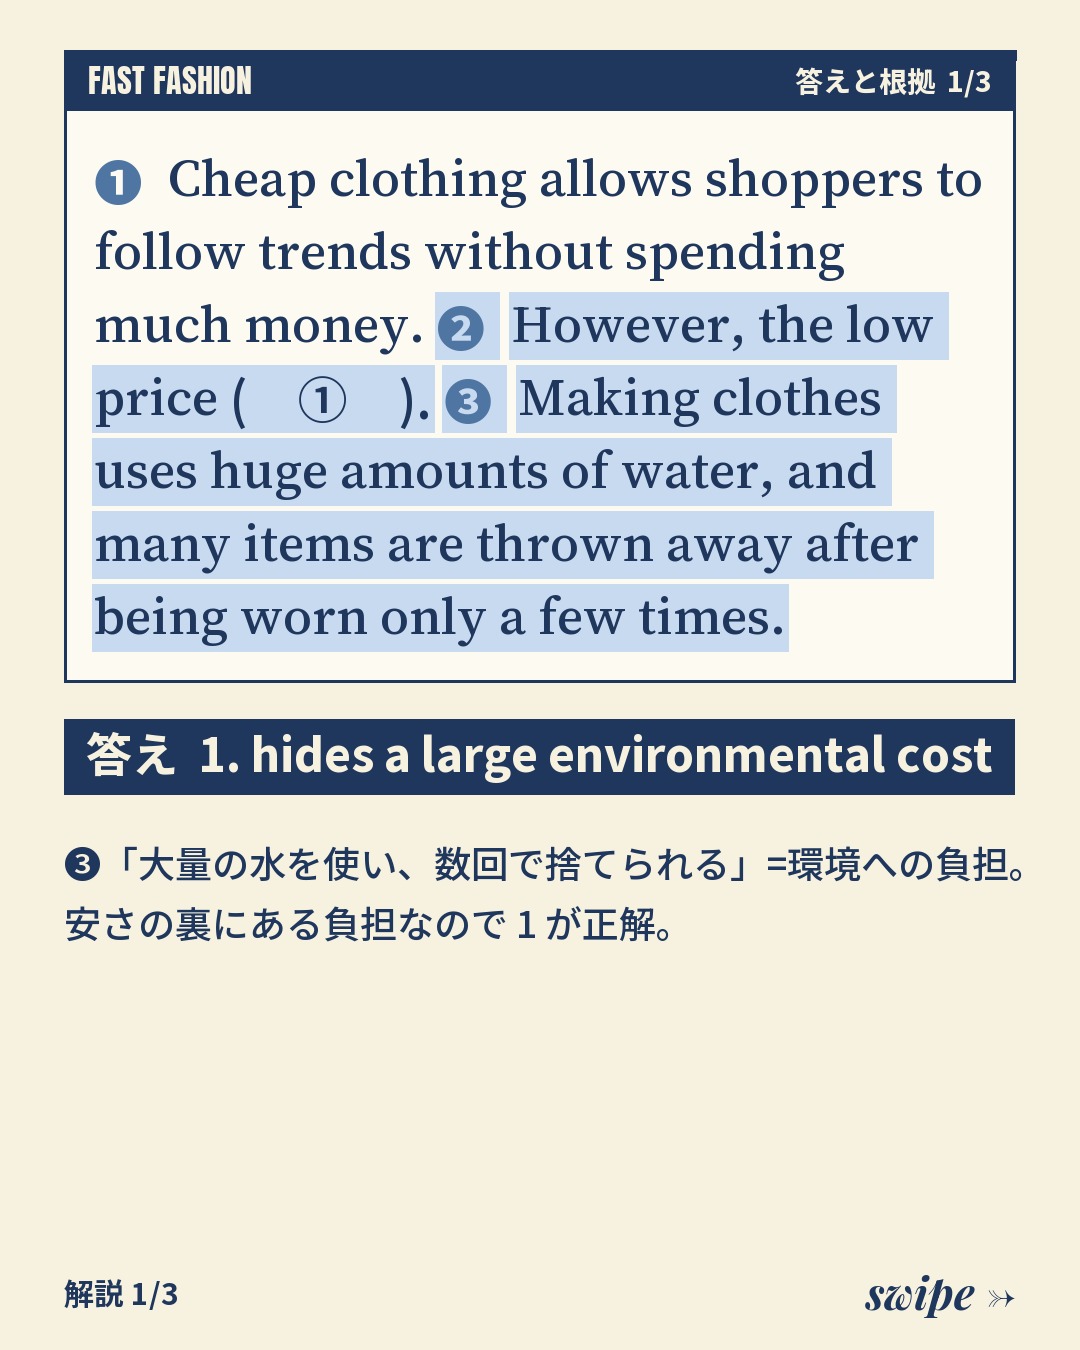 FAST FASHION
答えと根拠 1/3
❶ Cheap clothing allows shoppers to
follow trends without spending
much money. ❷ However, the low
price ( ① ). ❸ Making clothes
uses huge amounts of water, and
many items are thrown away after
being worn only a few times.
答え 1. hides a large environmental cost
❸「大量の水を使い、数回で捨てられる」=環境への負担。
安さの裏にある負担なので 1 が正解。
解説 1/3
swipe